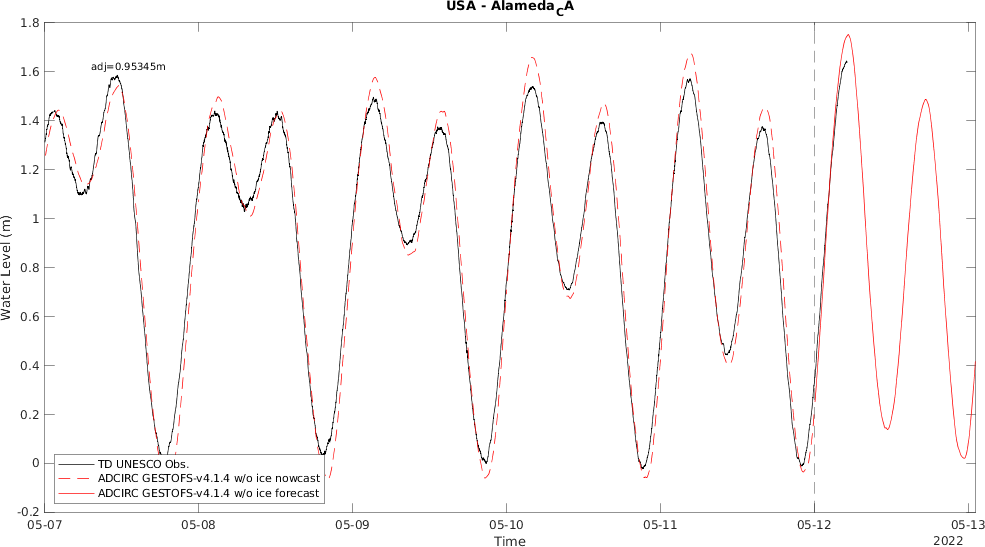 USA - Alameda_CA
adj=0.95345m
1.8
1.6
1.4
1.2
1
0.8
0.6
0.4
0.2
0
-0.2
Water Level (m)
TD UNESCO Obs.
ADCIRC GESTOFS-v4.1.4 w/o ice nowcast
ADCIRC GESTOFS-v4.1.4 w/o ice forecast
05-07 05-08 05-09 05-10 05-11 05-12 05-13
Time
2022